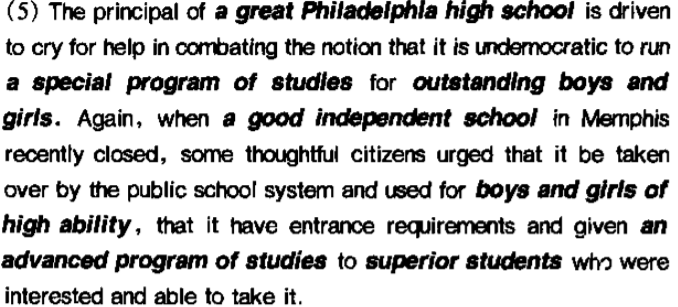 (5) The principal of a great Philadelphia high school is driven
to cry for help in combating the notion that it is undemocratic to run
a special program of studies for outstanding boys and
girls. Again, when a good independent school in Memphis
recently closed, some thoughtful citizens urged that it be taken
over by the public school system and used for boys and girls of
high ability, that it have entrance requirements and given an
advanced program of studies to superior students who were
interested and able to take it.